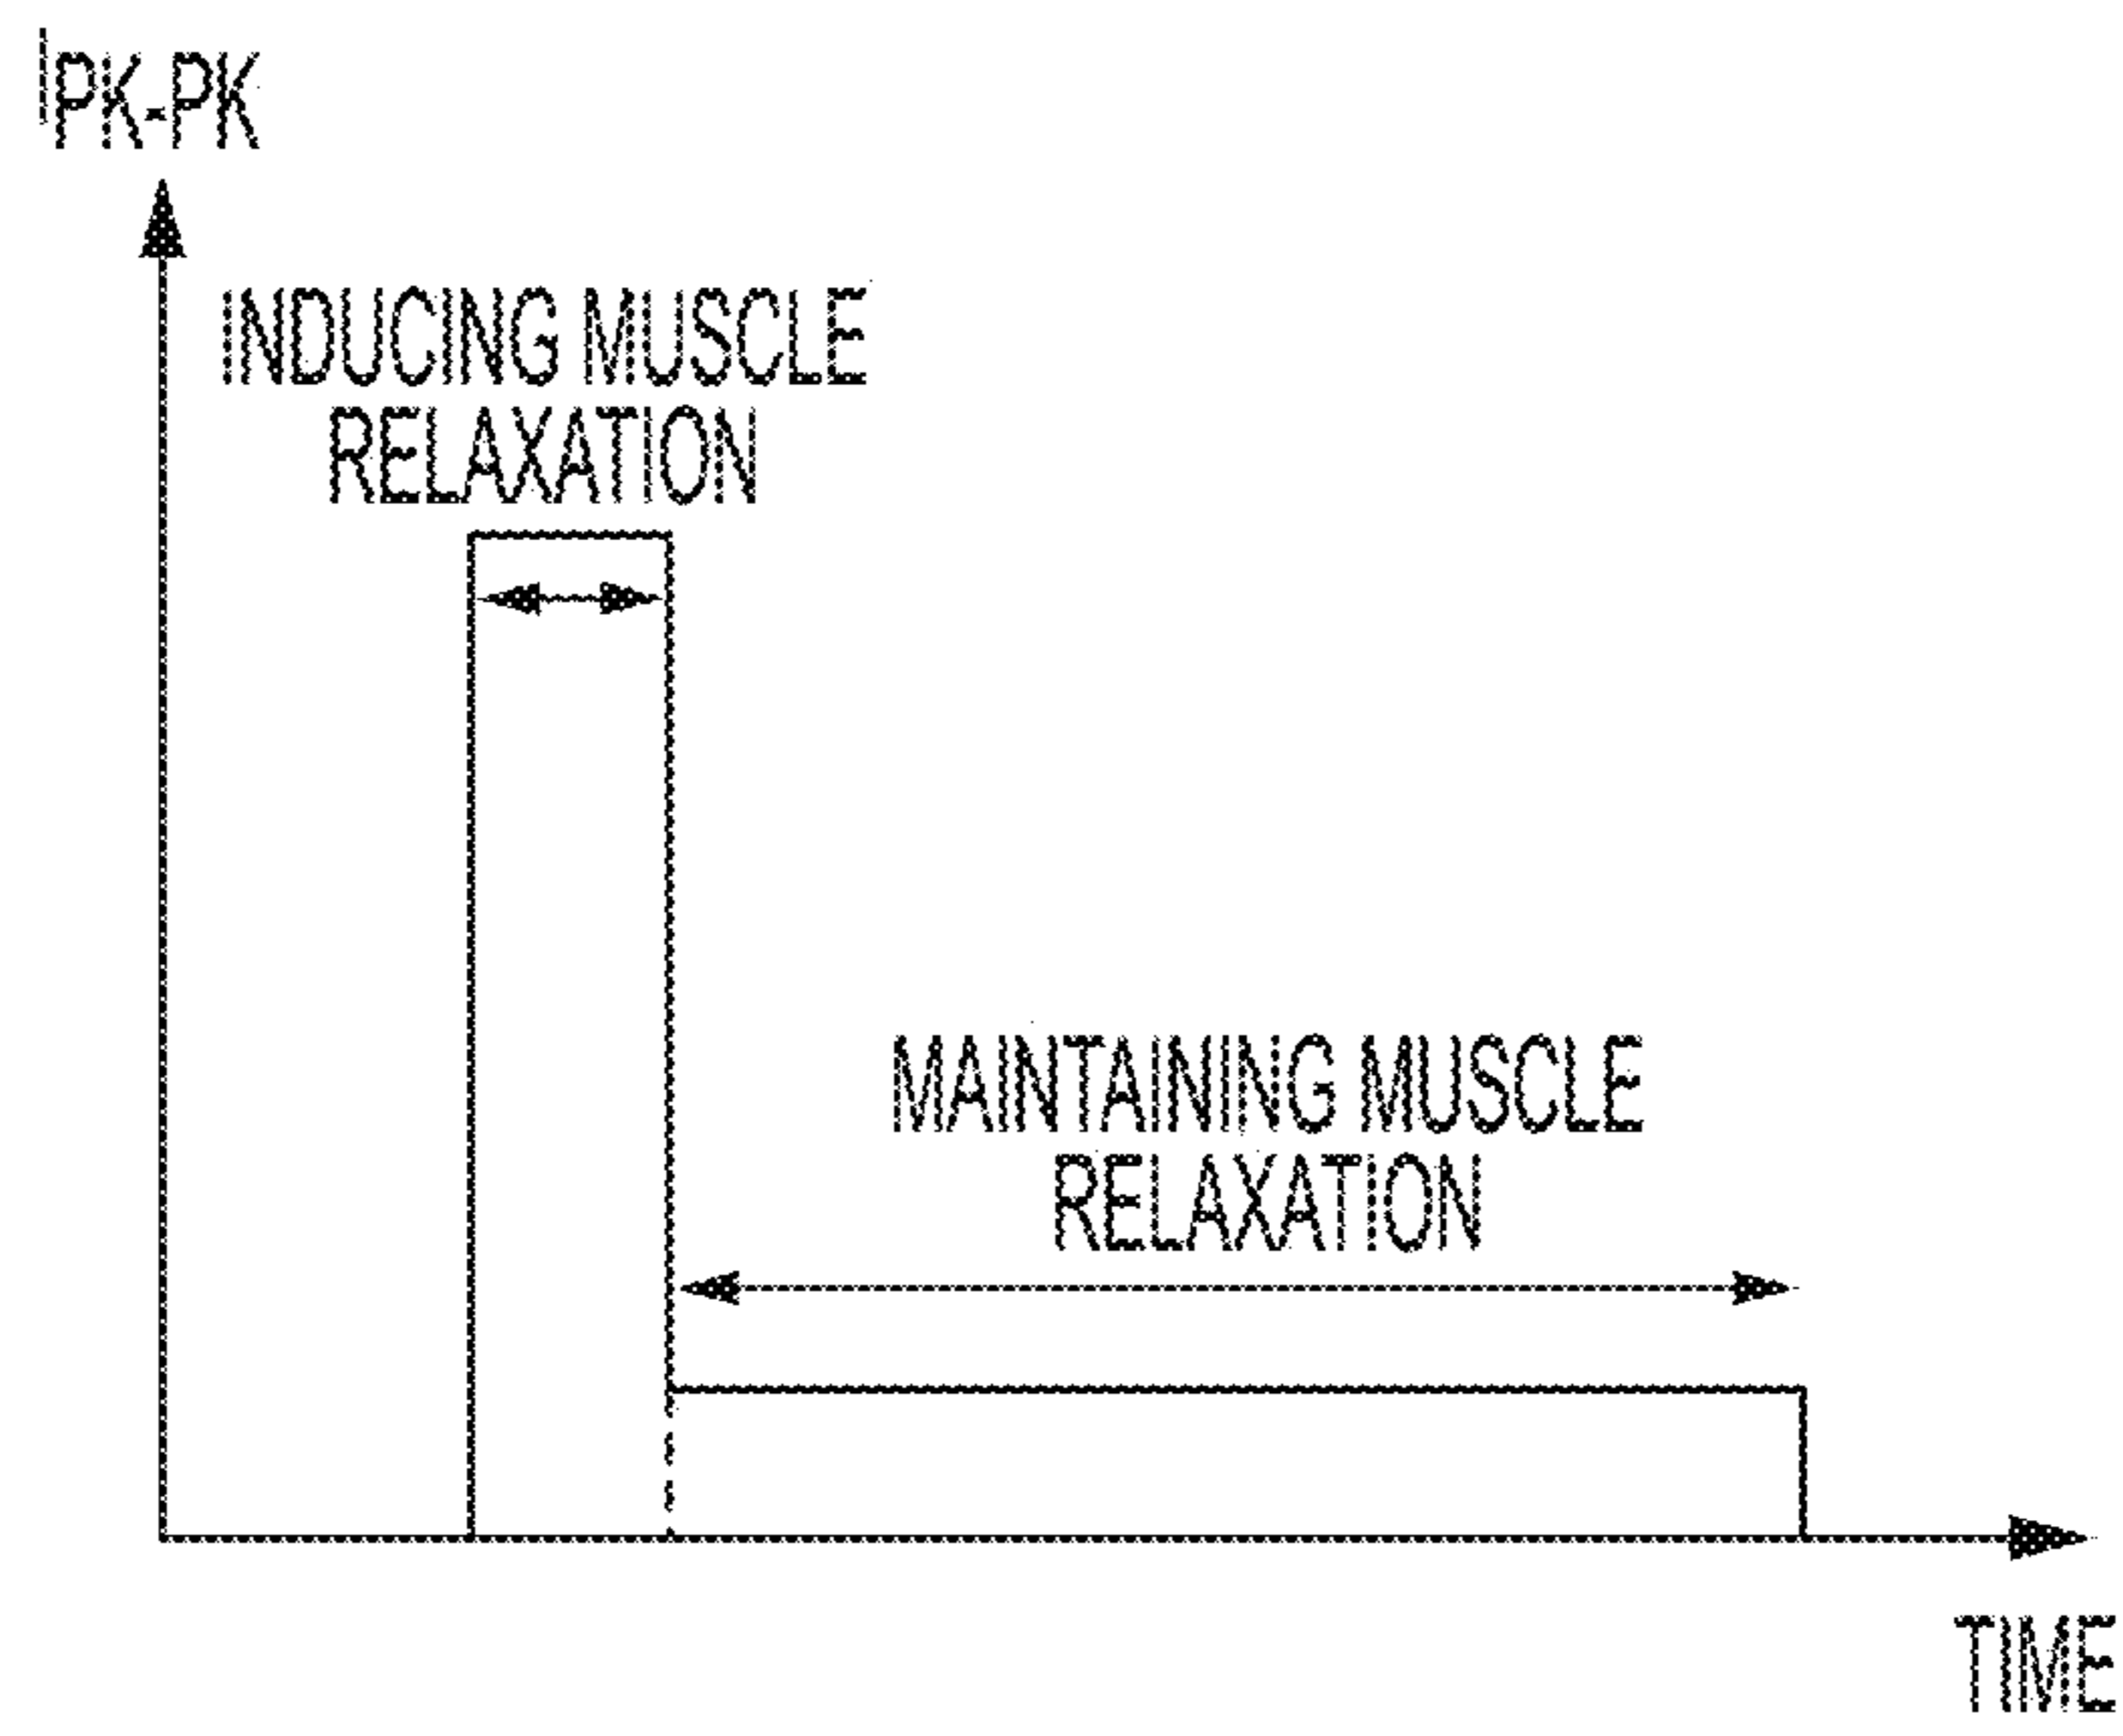 IPK-PK
INDUCING MUSCLE
RELAXATION
MAINTAINING MUSCLE
RELAXATION
TIME